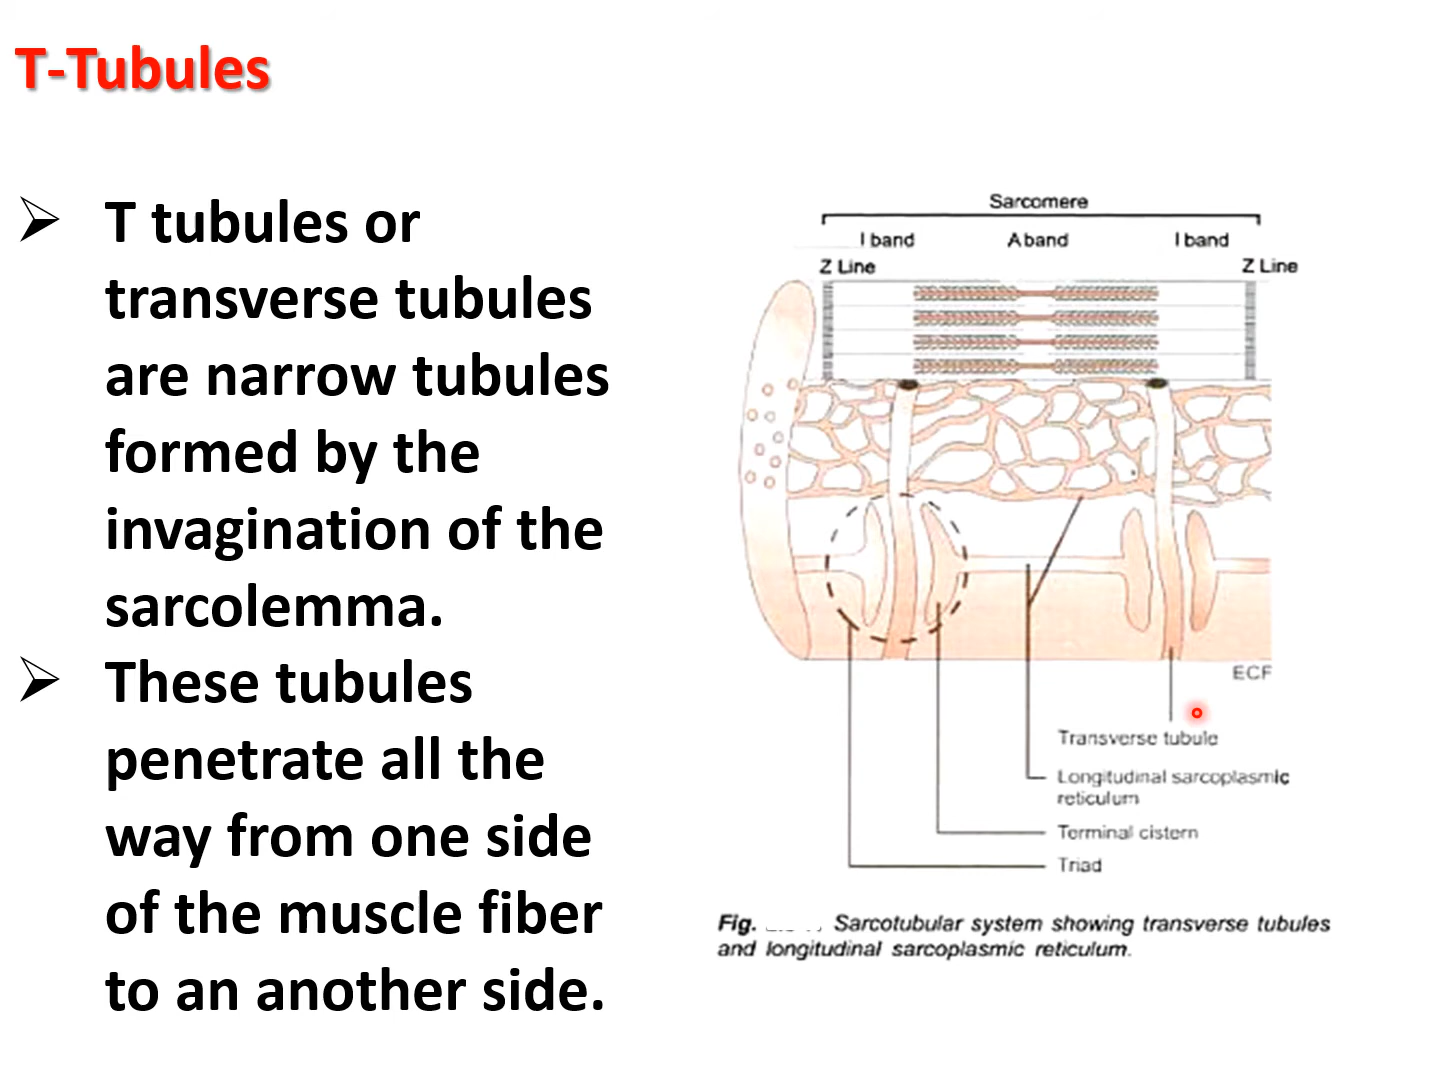 T-Tubules
T tubules or
transverse tubules
are narrow tubules
formed by the
invagination of the
sarcolemma.
These tubules
penetrate all the
way from one side
of the muscle fiber
to an another side.
Sarcomere
I band A band I band
Z Line Z Line
ECF
Transverse tubule
Longitudinal sarcoplasmic
reticulum
Terminal cistern
Triad
Fig. Sarcotubular system showing transverse tubules
and longitudinal sarcoplasmic reticulum.